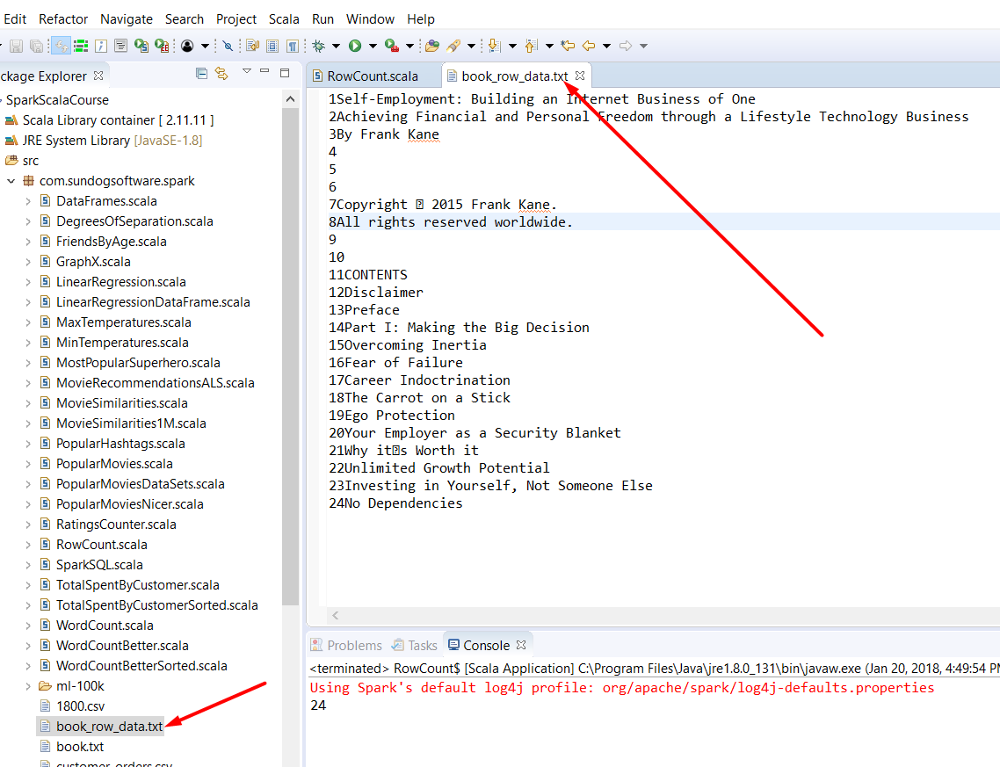 Edit Refactor Navigate Search Project Scala Run Window Help
ckage Explorer
SparkScalaCourse
Scala Library container [ 2.11.11 ]
JRE System Library [JavaSE-1.8]
src
com.sundogsoftware.spark
DataFrames.scala
DegreesOfSeparation.scala
FriendsByAge.scala
GraphX.scala
LinearRegression.scala
LinearRegressionDataFrame.scala
MaxTemperatures.scala
MinTemperatures.scala
MostPopularSuperhero.scala
MovieRecommendationsALS.scala
MovieSimilarities.scala
MovieSimilarities1M.scala
PopularHashtags.scala
PopularMovies.scala
PopularMoviesDataSets.scala
PopularMoviesNicer.scala
RatingsCounter.scala
RowCount.scala
SparkSQL.scala
TotalSpentByCustomer.scala
TotalSpentByCustomerSorted.scala
WordCount.scala
WordCountBetter.scala
WordCountBetterSorted.scala
ml-100k
1800.csv
book_row_data.txt
book.txt
customer_orders.csv
RowCount.scala book_row_data.txt
1Self-Employment: Building an Internet Business of One
2Achieving Financial and Personal Freedom through a Lifestyle Technology Business
3By Frank Kane
4
5
6
7Copyright � 2015 Frank Kane.
8All rights reserved worldwide.
9
10
11CONTENTS
12Disclaimer
13Preface
14Part I: Making the Big Decision
15Overcoming Inertia
16Fear of Failure
17Career Indoctrination
18The Carrot on a Stick
19Ego Protection
20Your Employer as a Security Blanket
21Why it�s Worth it
22Unlimited Growth Potential
23Investing in Yourself, Not Someone Else
24No Dependencies
Problems Tasks Console
<terminated> RowCount$ [Scala Application] C:\Program Files\Java\jre1.8.0_131\bin\javaw.exe (Jan 20, 2018, 4:49:54 PM
Using Spark's default log4j profile: org/apache/spark/log4j-defaults.properties
24